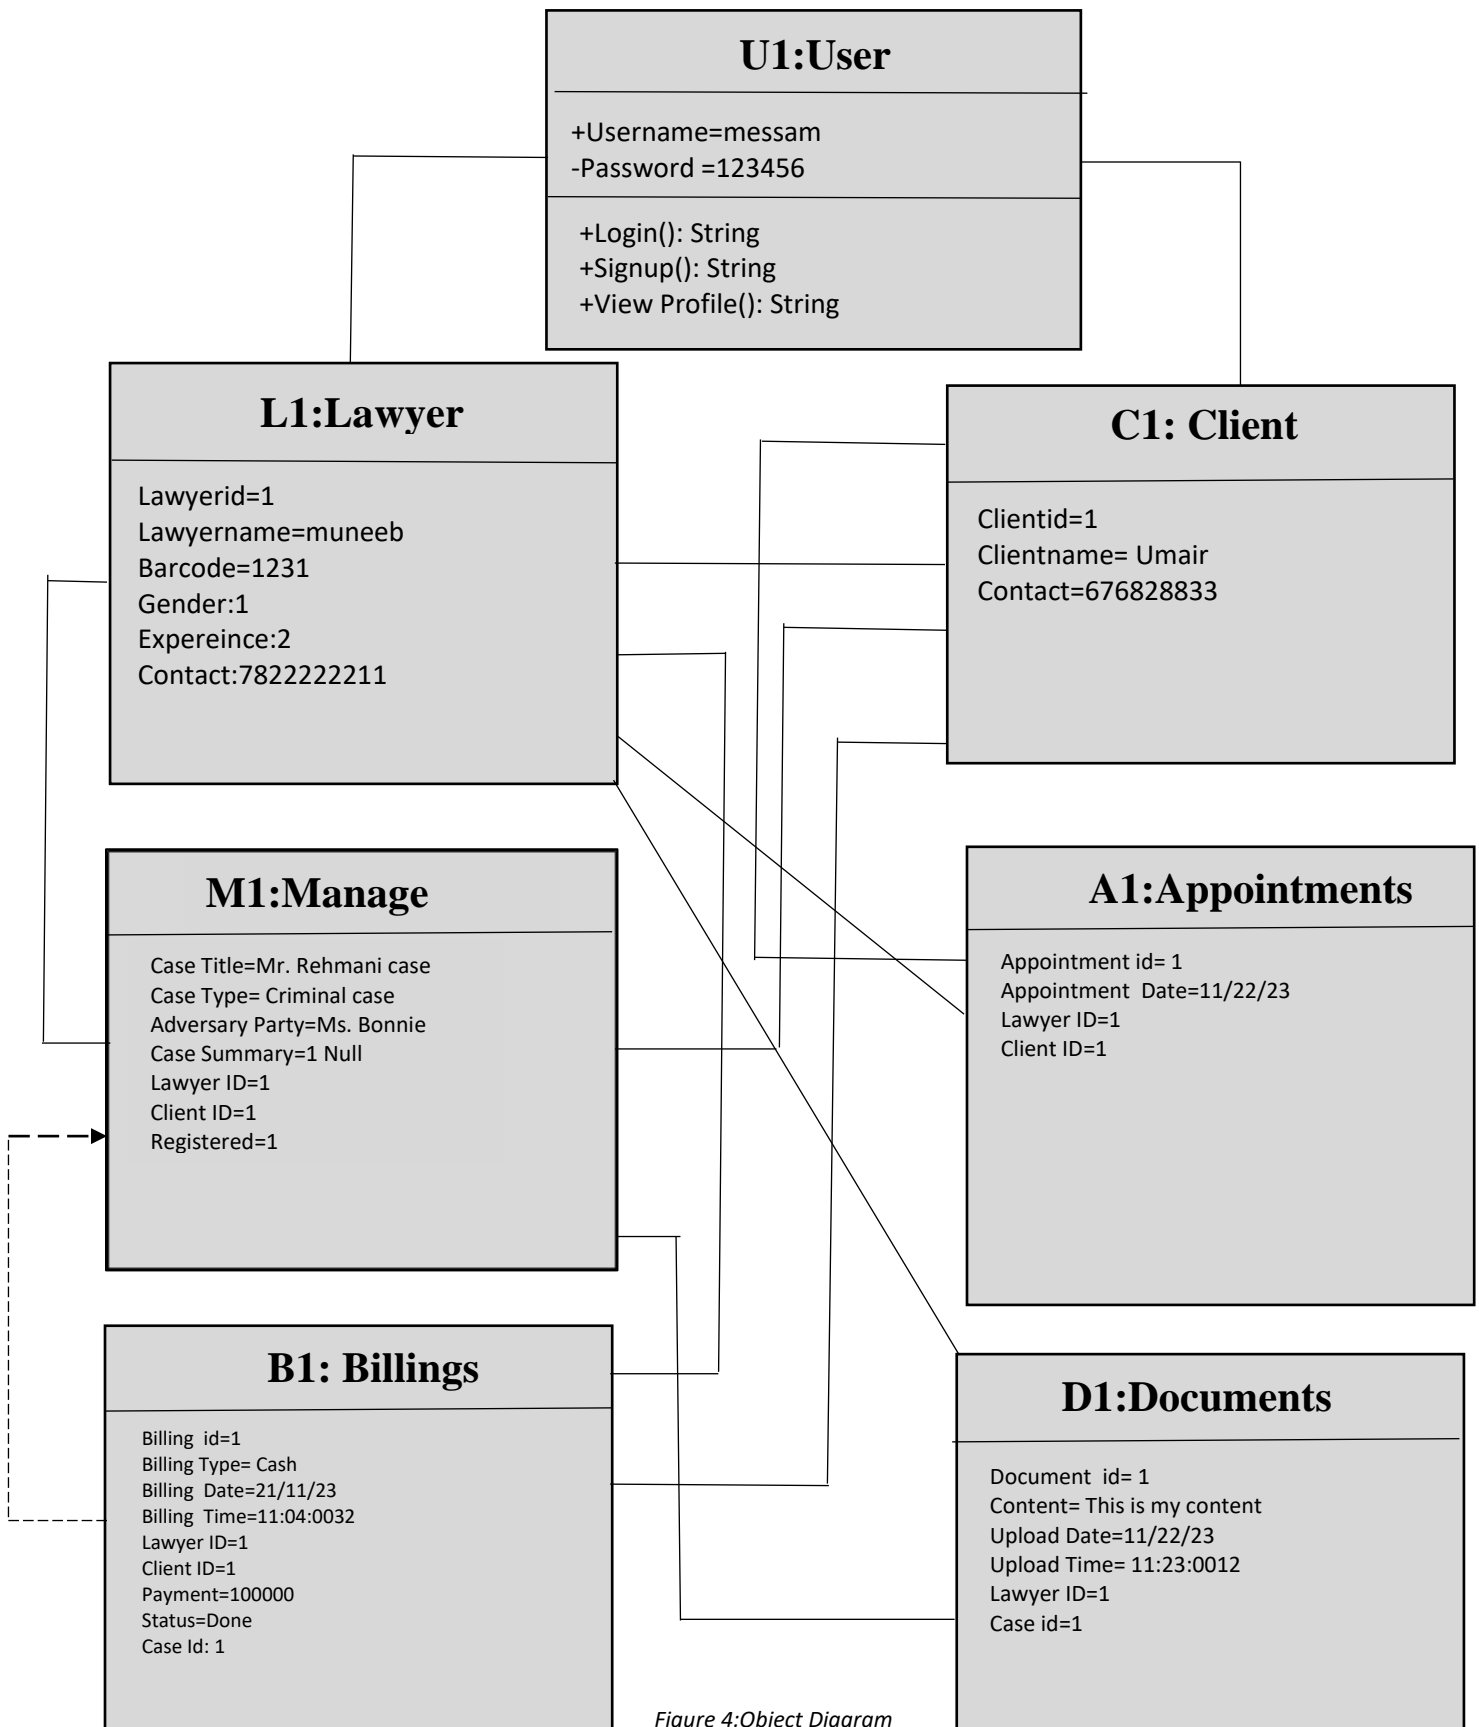 U1:User
+Username=messam
-Password =123456
+Login(): String
+Signup(): String
+View Profile(): String
L1:Lawyer
Lawyerid=1
Lawyername=muneeb
Barcode=1231
Gender:1
Expereince:2
Contact:7822222211
C1: Client
Clientid=1
Clientname= Umair
Contact=676828833
M1:Manage
Case Title=Mr. Rehmani case
Case Type= Criminal case
Adversary Party=Ms. Bonnie
Case Summary=1 Null
Lawyer ID=1
Client ID=1
Registered=1
A1:Appointments
Appointment id= 1
Appointment Date=11/22/23
Lawyer ID=1
Client ID=1
B1: Billings
Billing id=1
Billing Type= Cash
Billing Date=21/11/23
Billing Time=11:04:0032
Lawyer ID=1
Client ID=1
Payment=100000
Status=Done
Case Id: 1
D1:Documents
Document id= 1
Content= This is my content
Upload Date=11/22/23
Upload Time= 11:23:0012
Lawyer ID=1
Case id=1
Figure 4:Object Diagram